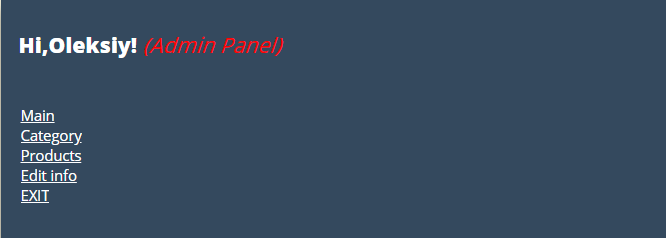 Hi,Oleksiy! (Admin Panel)
Main
Category
Products
Edit info
EXIT